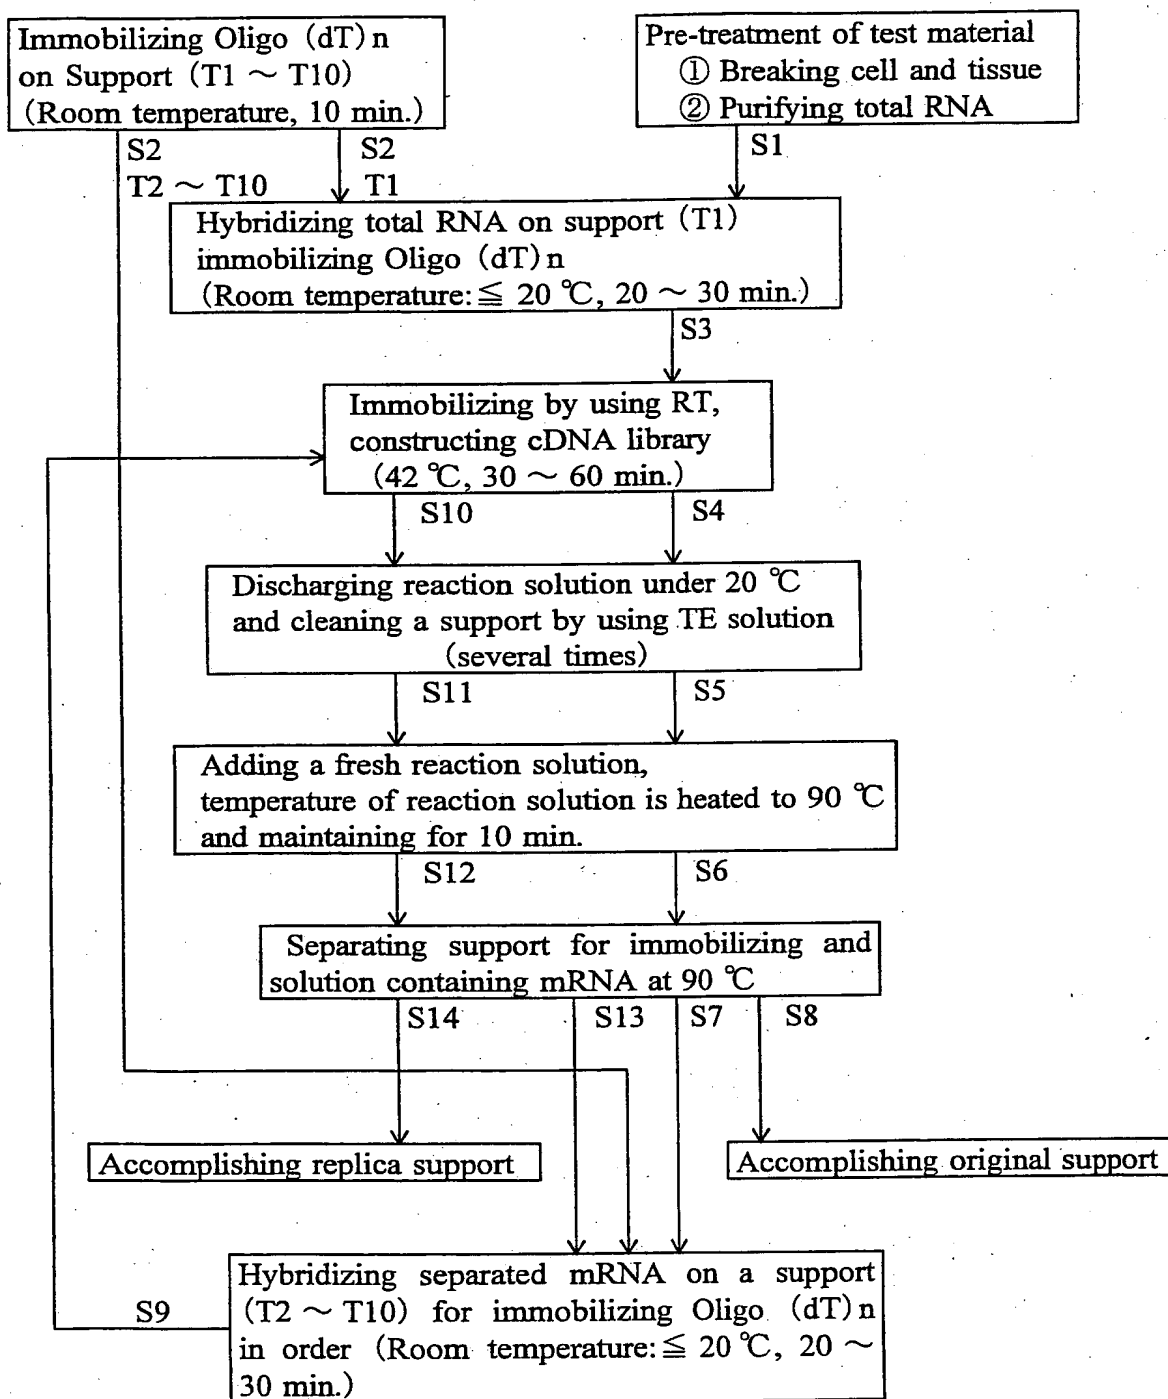 Immobilizing Oligo (dT)n
on Support (T1 ~ T10)
(Room temperature, 10 min.)
Pre-treatment of test material
① Breaking cell and tissue
② Purifying total RNA
S2
T2 ~ T10
S2
T1
S1
Hybridizing total RNA on support (T1)
immobilizing Oligo (dT)n
(Room temperature: ≦ 20 ℃, 20 ~ 30 min.)
S3
Immobilizing by using RT,
constructing cDNA library
(42 ℃, 30 ~ 60 min.)
S10
S4
Discharging reaction solution under 20 ℃
and cleaning a support by using TE solution
(several times)
S11
S5
Adding a fresh reaction solution,
temperature of reaction solution is heated to 90 ℃
and maintaining for 10 min.
S12
S6
Separating support for immobilizing and
solution containing mRNA at 90 ℃
S14
S13
S7
S8
Accomplishing replica support
Accomplishing original support
S9
Hybridizing separated mRNA on a support
(T2 ~ T10) for immobilizing Oligo (dT)n
in order (Room temperature: ≦ 20 ℃, 20 ~
30 min.)